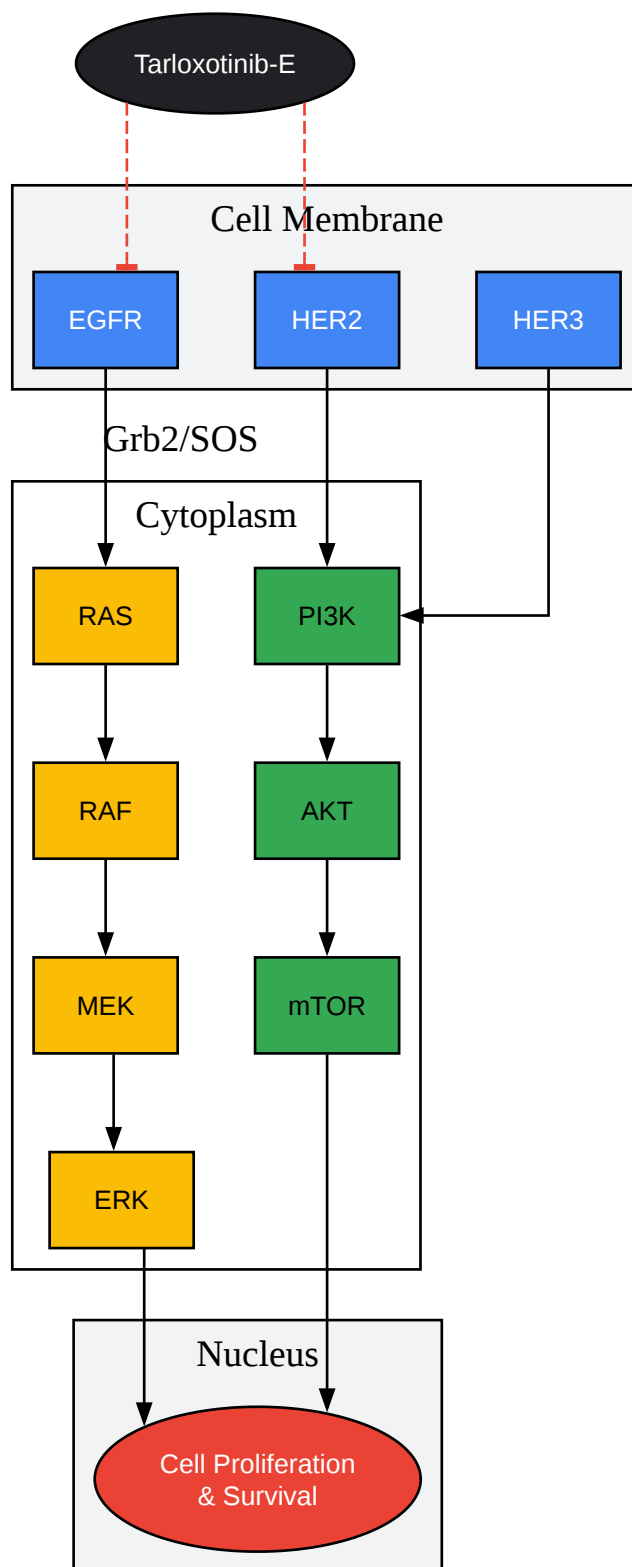 Tarloxotinib-E
Cell Membrane
EGFR
HER2
HER3
Grb2/SOS
Cytoplasm
RAS
PI3K
RAF
AKT
MEK
mTOR
ERK
Nucleus
Cell Proliferation
& Survival